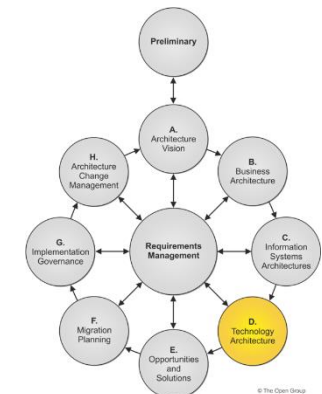 Preliminary
A.
Architecture
Vision
B.
Business
Architecture
C.
Information
Systems
Architectures
D.
Technology
Architecture
E.
Opportunities
and
Solutions
F.
Migration
Planning
G.
Implementation
Governance
H.
Architecture
Change
Management
Requirements
Management
© The Open Group